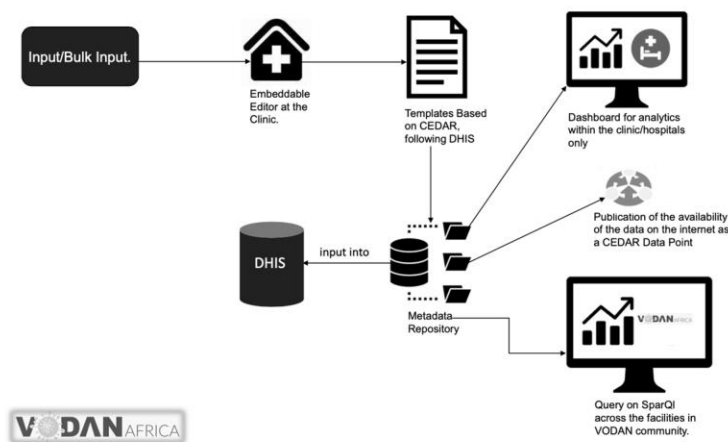 Input/Bulk Input.
Embeddable
Editor at the
Clinic.
Templates Based
on CEDAR,
following DHIS
Dashboard for analytics
within the clinic/hospitals
only
Publication of the availability
of the data on the internet as
a CEDAR Data Point
DHIS
input into
Metadata
Repository
VODANAFRICA
Query on SparQl
across the facilities in
VODAN community.
VODANAFRICA